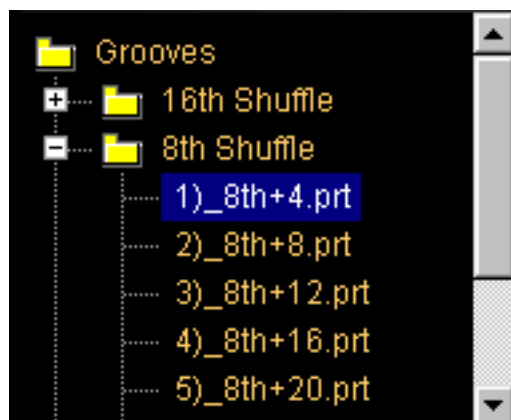 Grooves
16th Shuffle
8th Shuffle
1)_8th+4.prt
2)_8th+8.prt
3)_8th+12.prt
4)_8th+16.prt
5)_8th+20.prt